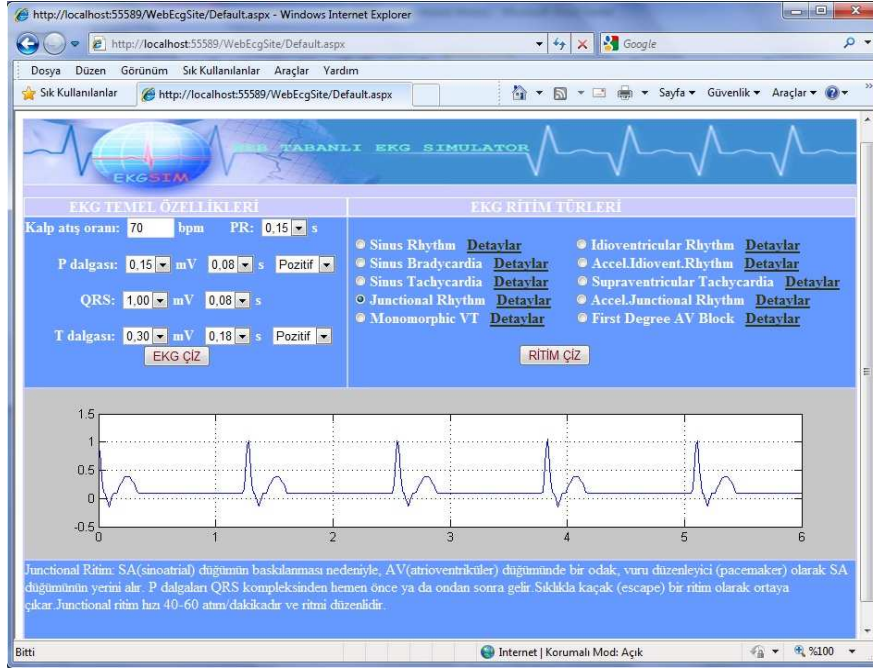 http://localhost:55589/WebEcgSite/Default.aspx - Windows Internet Explorer
http://localhost:55589/WebEcgSite/Default.aspx
Google
Dosya Düzen Görünüm Sık Kullanılanlar Araçlar Yardım
Sık Kullanılanlar http://localhost:55589/WebEcgSite/Default.aspx Sayfa Güvenlik Araçlar
WEB TABANLI EKG SIMULATOR
EKGSIM
EKG TEMEL ÖZELLİKLERİ EKG RİTİM TÜRLERİ
Kalp atış oranı: 70 bpm PR: 0,15 s
P dalgası: 0,15 mV 0,08 s Pozitif
QRS: 1,00 mV 0,08 s
T dalgası: 0,30 mV 0,18 s Pozitif
EKG ÇİZ
Sinus Rhythm Detaylar Idioventricular Rhythm Detaylar
Sinus Bradycardia Detaylar Accel.Idiovent.Rhythm Detaylar
Sinus Tachycardia Detaylar Supraventricular Tachycardia Detaylar
Junctional Rhythm Detaylar Accel.Junctional Rhythm Detaylar
Monomorphic VT Detaylar First Degree AV Block Detaylar
RİTİM ÇİZ
1.5
1
0.5
0
-0.5
0 1 2 3 4 5 6
Junctional Ritim: SA(sinoatrial) düğümün baskılanması nedeniyle, AV(atrioventriküler) düğümünde bir odak, vuru düzenleyici (pacemaker) olarak SA
düğümünün yerini alır. P dalgaları QRS kompleksinden hemen önce ya da ondan sonra gelir.Sıklıkla kaçak (escape) bir ritim olarak ortaya
çıkar.Junctional ritim hızı 40-60 atım/dakikadır ve ritmi düzenlidir.
Bitti Internet | Korumalı Mod: Açık %100